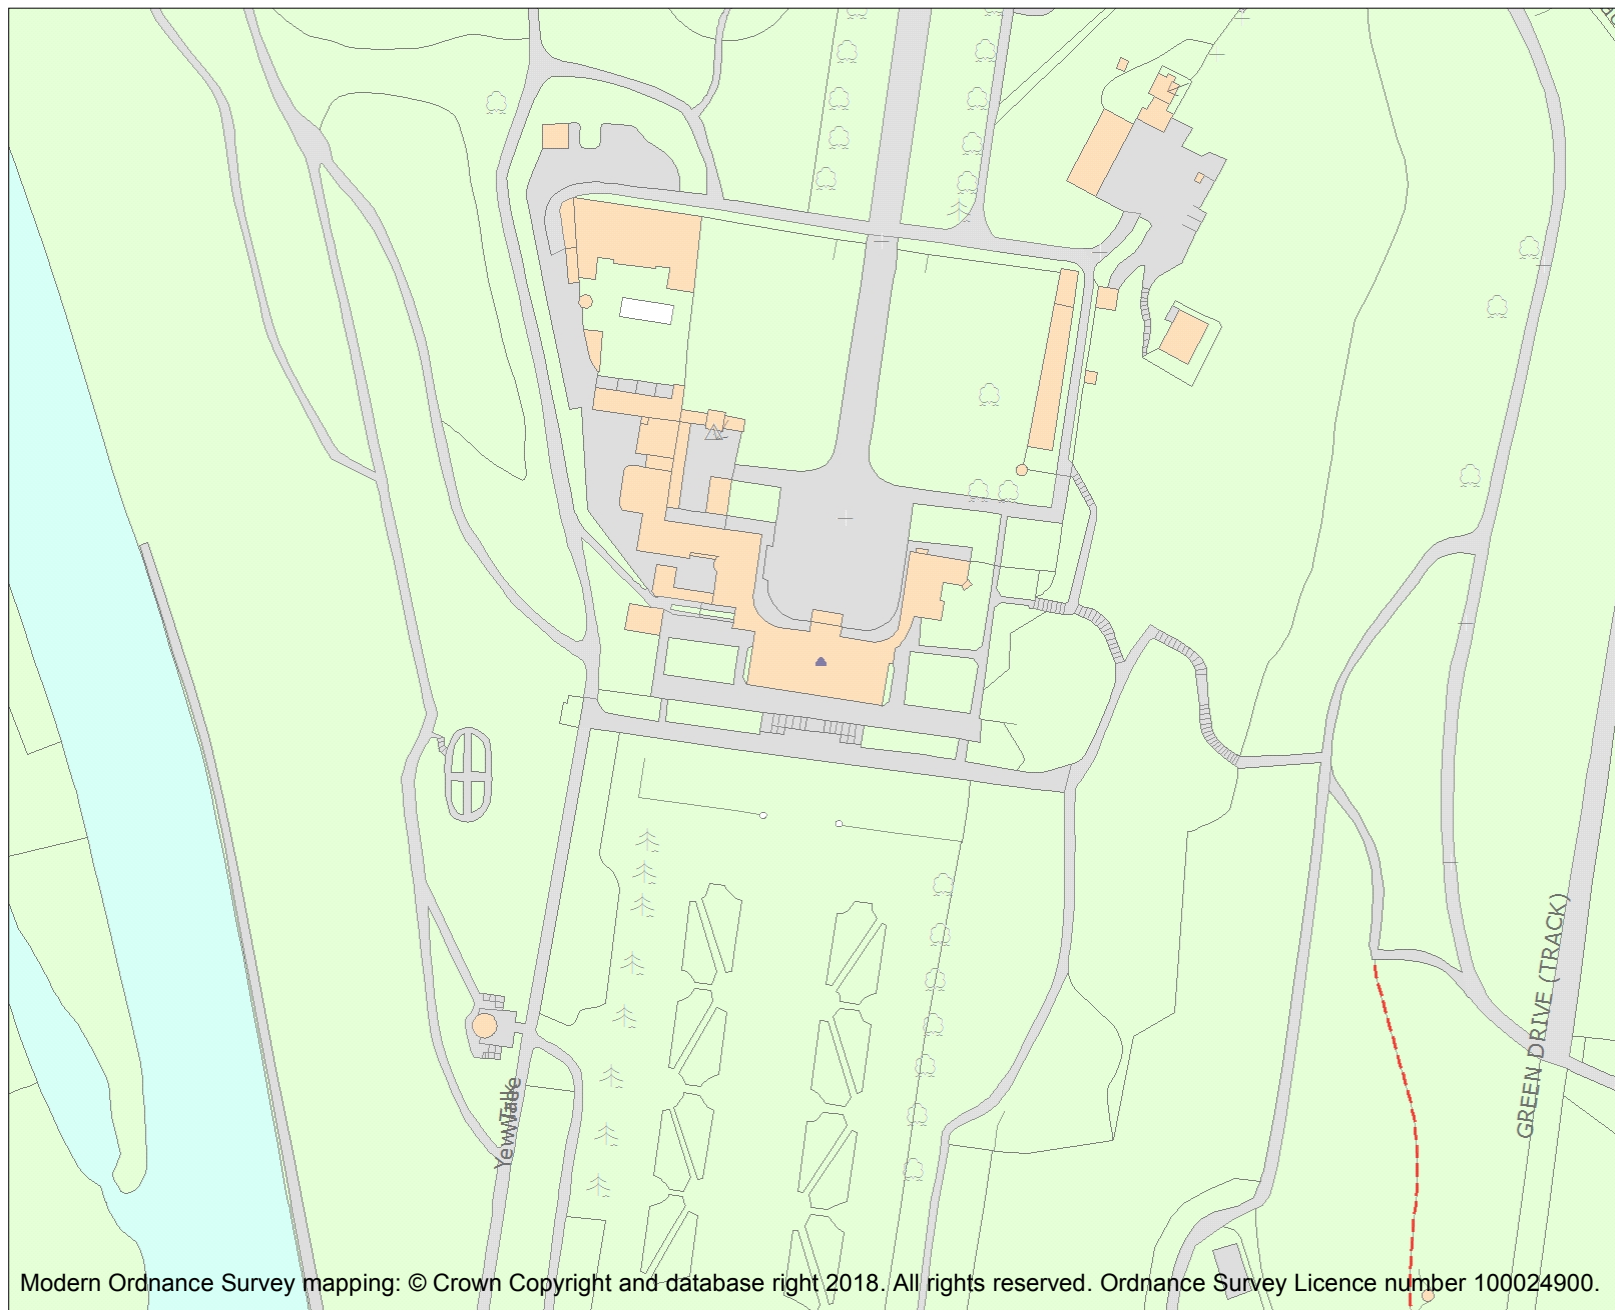 GREEN DRIVE (TRACK)
Yew Walk
Modern Ordnance Survey mapping: © Crown Copyright and database right 2018. All rights reserved. Ordnance Survey Licence number 100024900.